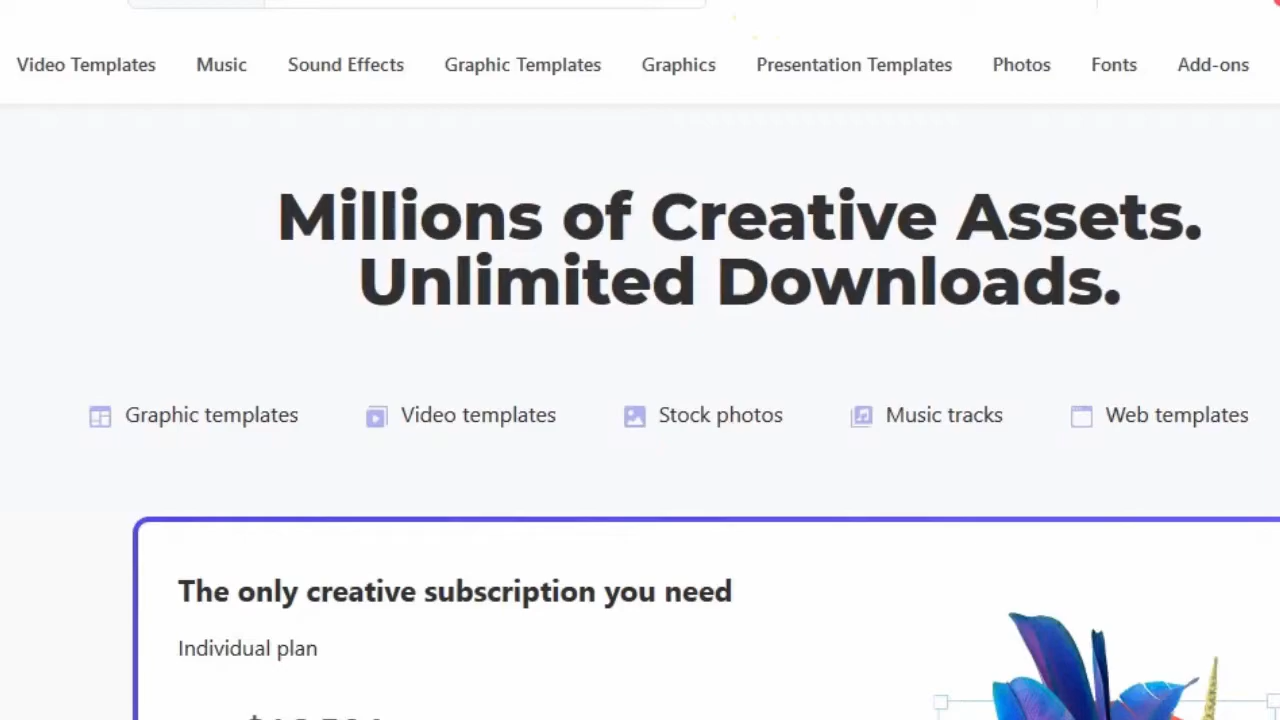 Video Templates Music Sound Effects Graphic Templates Graphics Presentation Templates Photos Fonts Add-ons
Millions of Creative Assets.
Unlimited Downloads.
Graphic templates Video templates Stock photos Music tracks Web templates
The only creative subscription you need
Individual plan